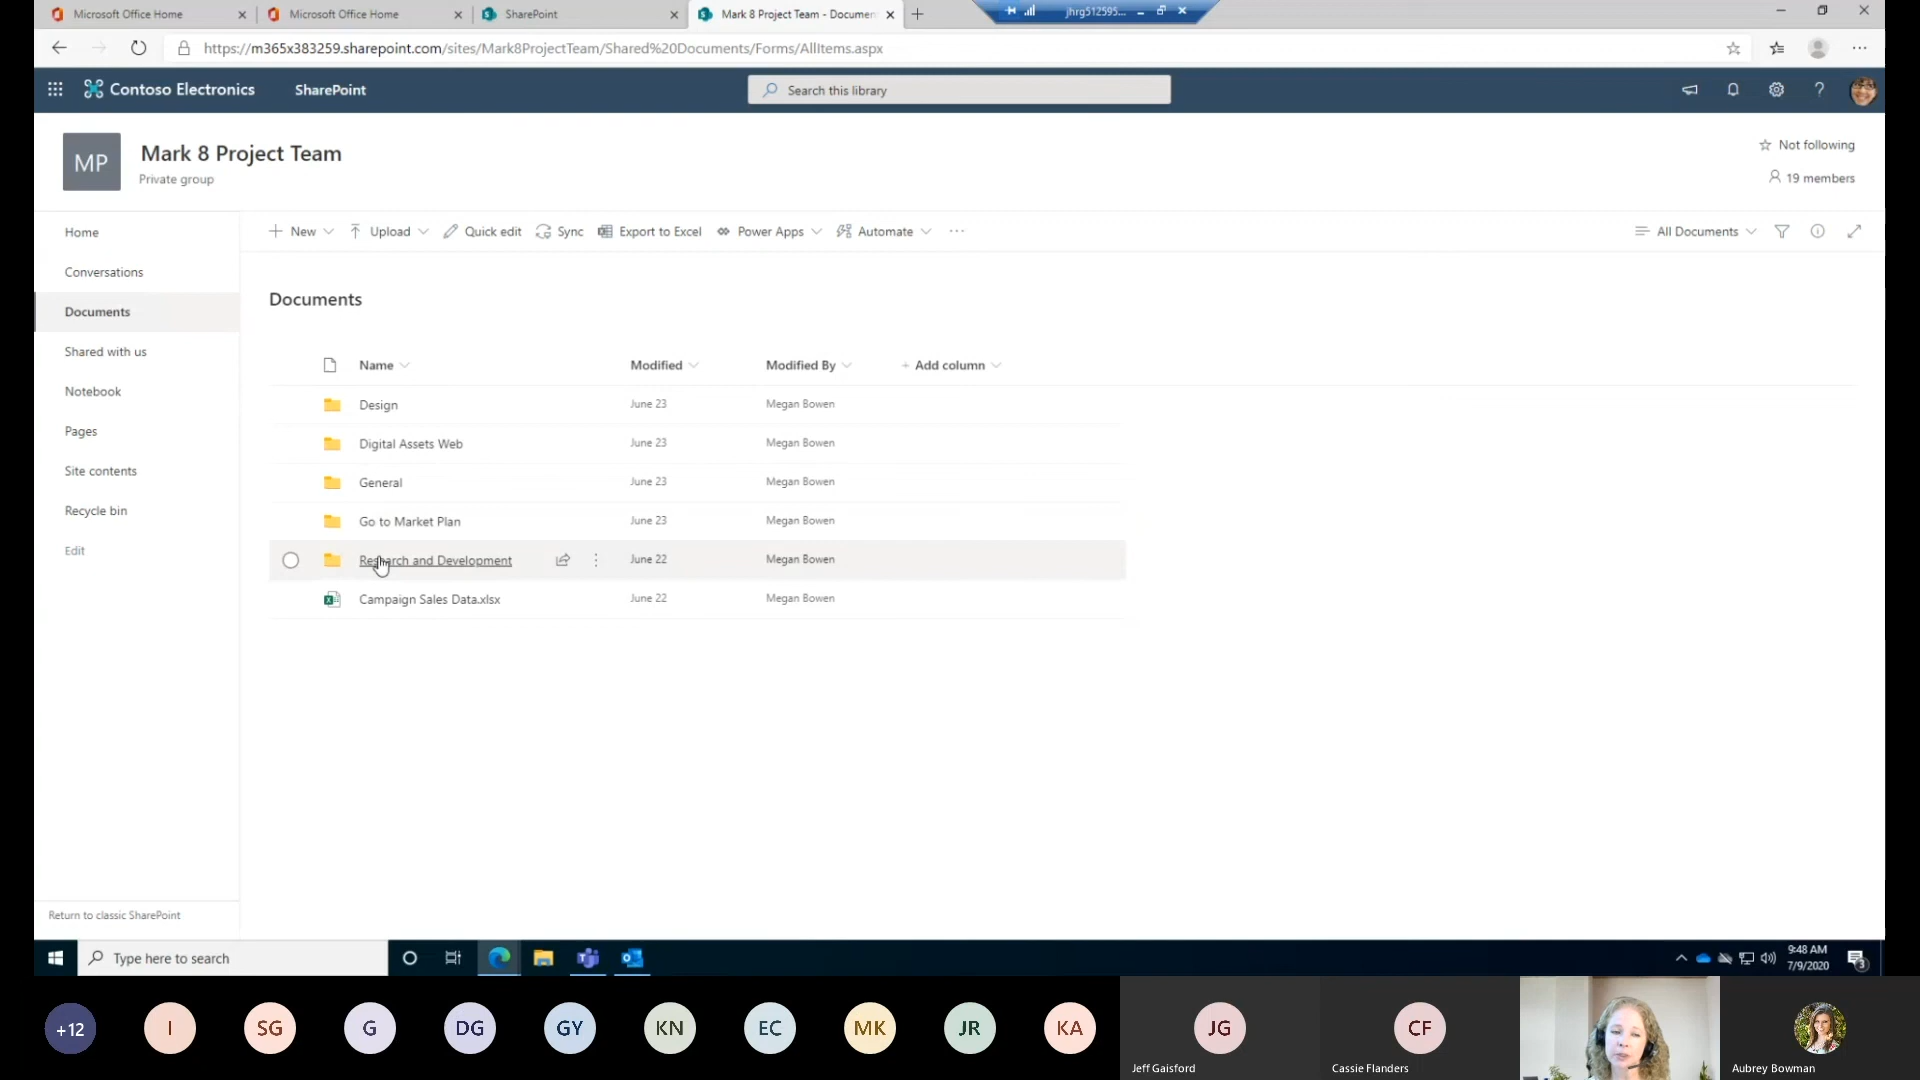 Microsoft Office Home
Microsoft Office Home
SharePoint
Mark 8 Project Team - Documen
jhrg512595...
https://m365x383259.sharepoint.com/sites/Mark8ProjectTeam/Shared%20Documents/Forms/AllItems.aspx
Contoso Electronics
SharePoint
Search this library
?
MP
Mark 8 Project Team
Private group
Not following
19 members
Home
Conversations
Documents
Shared with us
Notebook
Pages
Site contents
Recycle bin
Edit
Return to classic SharePoint
+ New
Upload
Quick edit
Sync
Export to Excel
Power Apps
Automate
...
All Documents
Documents
Name
Modified
Modified By
+ Add column
Design
June 23
Megan Bowen
Digital Assets Web
June 23
Megan Bowen
General
June 23
Megan Bowen
Go to Market Plan
June 23
Megan Bowen
Research and Development
June 22
Megan Bowen
Campaign Sales Data.xlsx
June 22
Megan Bowen
Type here to search
9:48 AM
7/9/2020
3
+12
I
SG
G
DG
GY
KN
EC
MK
JR
KA
JG
Jeff Gaisford
CF
Cassie Flanders
Aubrey Bowman